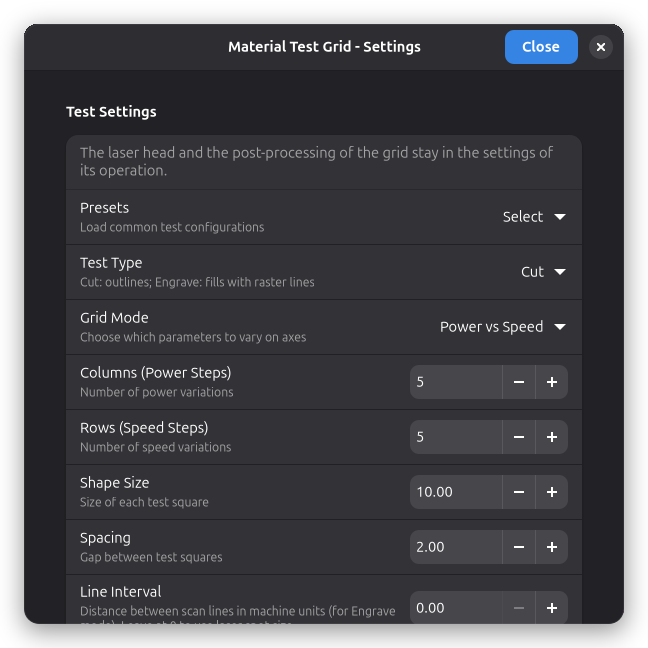 Material Test Grid - Settings
Close
Test Settings
The laser head and the post-processing of the grid stay in the settings of
its operation.
Presets
Load common test configurations
Select
Test Type
Cut: outlines; Engrave: fills with raster lines
Cut
Grid Mode
Choose which parameters to vary on axes
Power vs Speed
Columns (Power Steps)
Number of power variations
5
Rows (Speed Steps)
Number of speed variations
5
Shape Size
Size of each test square
10.00
Spacing
Gap between test squares
2.00
Line Interval
Distance between scan lines in machine units (for Engrave
0.00